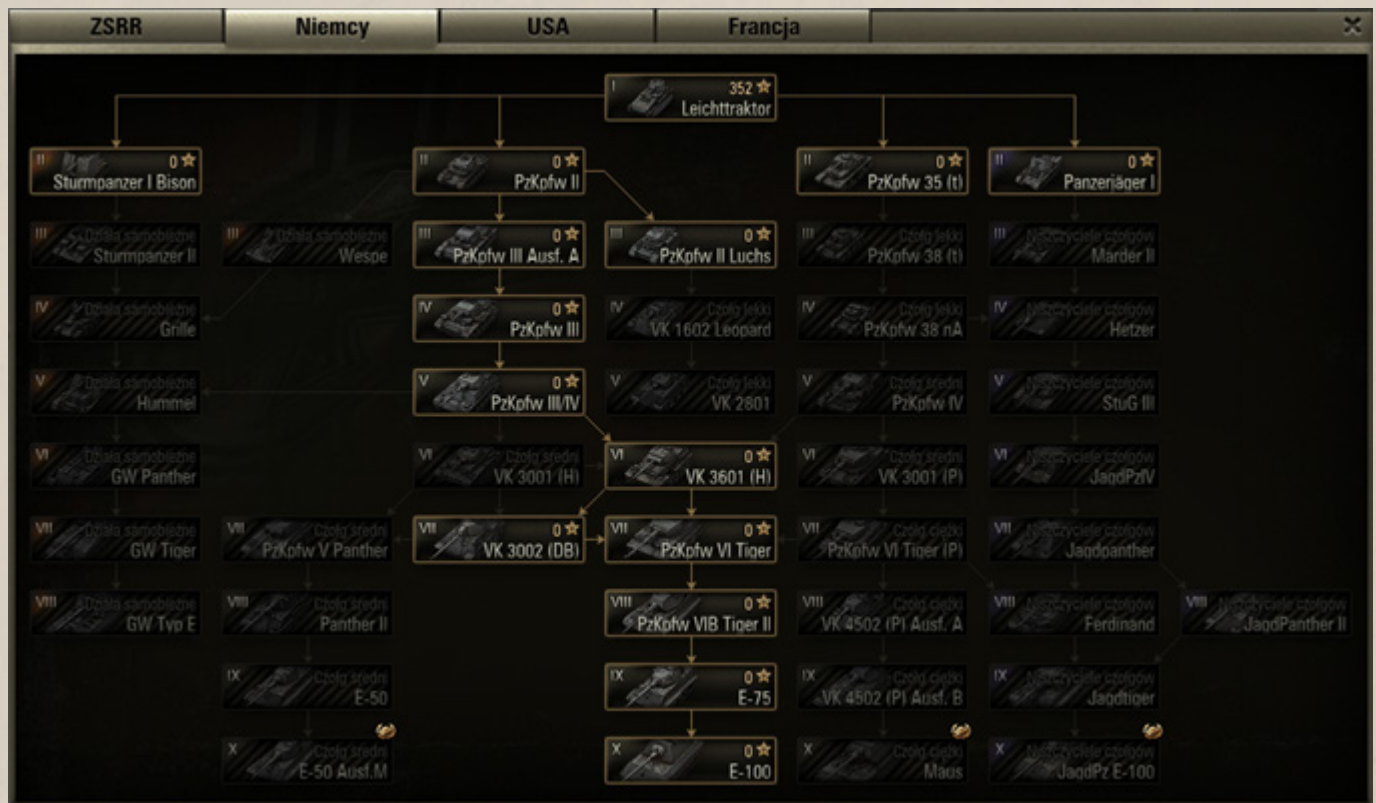 ZSRR Niemcy USA Francja
I 352
Leichttraktor
II 0 II 0 II 0 II 0
Sturmpanzer I Bison PzKpfw II PzKpfw 35 (t) Panzerjäger I
III Działa samobieżne III Działa samobieżne III 0 III 0 III Czołg lekki III Niszczyciele czołgów
Sturmpanzer II Wespe PzKpfw III Ausf. A PzKpfw II Luchs PzKpfw 38 (t) Marder II
IV Działa samobieżne IV 0 IV Czołg lekki IV Czołg lekki IV Niszczyciele czołgów
Grille PzKpfw III VK 1602 Leopard PzKpfw 38 nA Hetzer
V Działa samobieżne V 0 V Czołg lekki V Czołg średni V Niszczyciele czołgów
Hummel PzKpfw III/IV VK 2801 PzKpfw IV StuG III
VI Działa samobieżne VI Czołg średni VI 0 VI Czołg średni VI Niszczyciele czołgów
GW Panther VK 3001 (H) VK 3601 (H) VK 3001 (P) JagdPzIV
VII Działa samobieżne VII Czołg średni VII 0 VII 0 VII Czołg ciężki VII Niszczyciele czołgów
GW Tiger PzKpfw V Panther VK 3002 (DB) PzKpfw VI Tiger PzKpfw VI Tiger (P) Jagdpanther
VIII Działa samobieżne VIII Czołg średni VIII 0 VIII Czołg ciężki VIII Niszczyciele czołgów VIII Niszczyciele czołgów
GW Typ E Panther II PzKpfw VIB Tiger II VK 4502 (P) Ausf. A Ferdinand JagdPanther II
IX Czołg średni IX 0 IX Czołg ciężki IX Niszczyciele czołgów
E-50 E-75 VK 4502 (P) Ausf. B Jagdtiger
X Czołg średni X 0 X Czołg ciężki X Niszczyciele czołgów
E-50 Ausf.M E-100 Maus JagdPz E-100